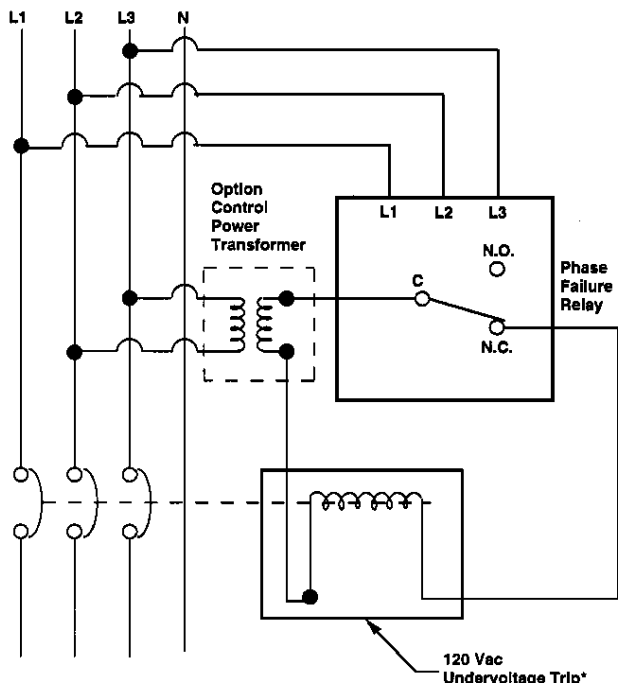 L1 L2 L3 N
Option
Control
Power
Transformer
L1 L2 L3
N.O.
C
N.C.
Phase
Failure
Relay
120 Vac
Undervoltage Trip*